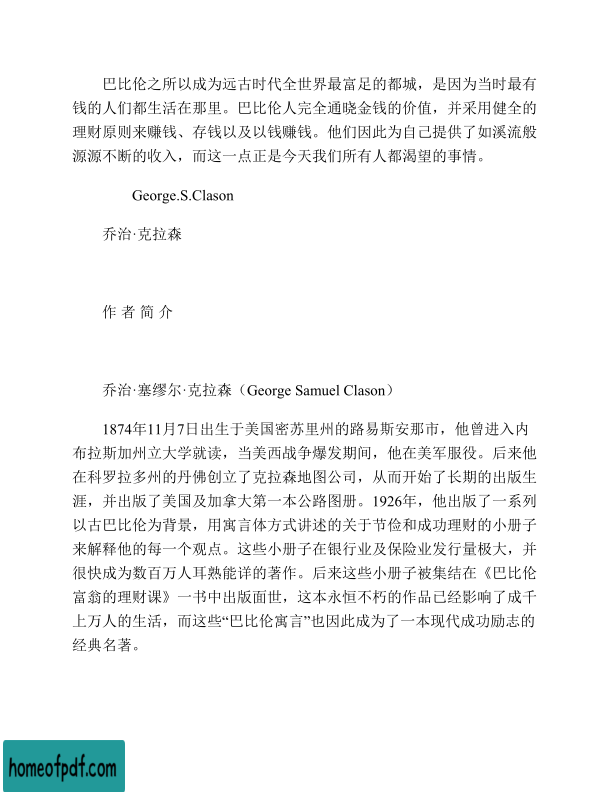 巴比伦之所以成为远古时代全世界最富足的都城，是因为当时最有
钱的人们都生活在那里。巴比伦人完全通晓金钱的价值，并采用健全的
理财原则来赚钱、存钱以及以钱赚钱。他们因此为自己提供了如溪流般
源源不断的收入，而这一点正是今天我们所有人都渴望的事情。
George.S.Clason
乔治·克拉森
作 者 简 介
乔治·塞缪尔·克拉森（George Samuel Clason）
1874年11月7日出生于美国密苏里州的路易斯安那市，他曾进入内
布拉斯加州立大学就读，当美西战争爆发期间，他在美军服役。后来他
在科罗拉多州的丹佛创立了克拉森地图公司，从而开始了长期的出版生
涯，并出版了美国及加拿大第一本公路图册。1926年，他出版了一系列
以古巴比伦为背景，用寓言体方式讲述的关于节俭和成功理财的小册子
来解释他的每一个观点。这些小册子在银行业及保险业发行量极大，并
很快成为数百万人耳熟能详的著作。后来这些小册子被集结在《巴比伦
富翁的理财课》一书中出版面世，这本永恒不朽的作品已经影响了成千
上万人的生活，而这些“巴比伦寓言”也因此成为了一本现代成功励志的
经典名著。
homeofpdf.com